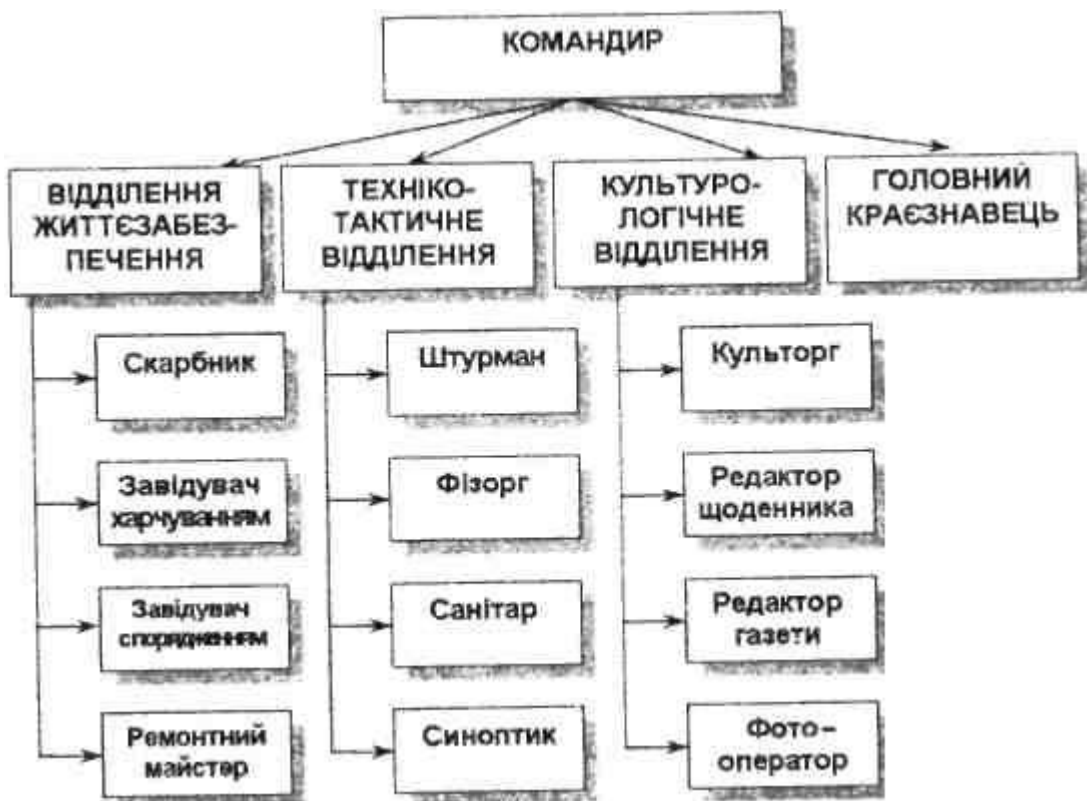 КОМАНДИР
ВІДДІЛЕННЯ
ЖИТТЄЗАБЕЗ-
ПЕЧЕННЯ
ТЕХНІКО-
ТАКТИЧНЕ
ВІДДІЛЕННЯ
КУЛЬТУРО-
ЛОГІЧНЕ
ВІДДІЛЕННЯ
ГОЛОВНИЙ
КРАЄЗНАВЕЦЬ
Скарбник
Завідувач
харчуванням
Завідувач
спорядженням
Ремонтний
майстер
Штурман
Фізорг
Санітар
Синоптик
Культорг
Редактор
щоденника
Редактор
газети
Фото–
оператор